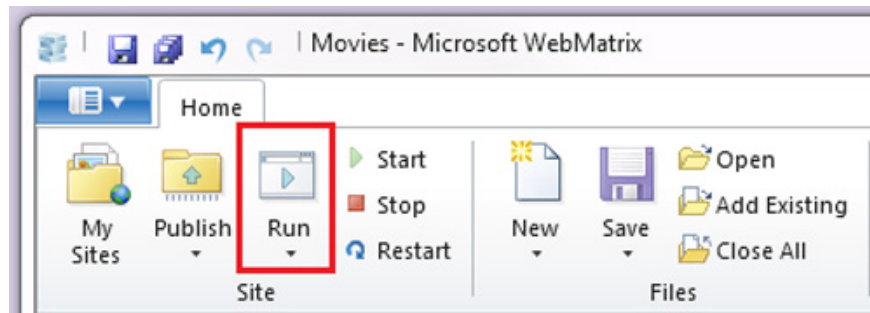 Movies - Microsoft WebMatrix
Home
My Sites
Publish
Run
Start
Stop
Restart
Site
New
Save
Open
Add Existing
Close All
Files